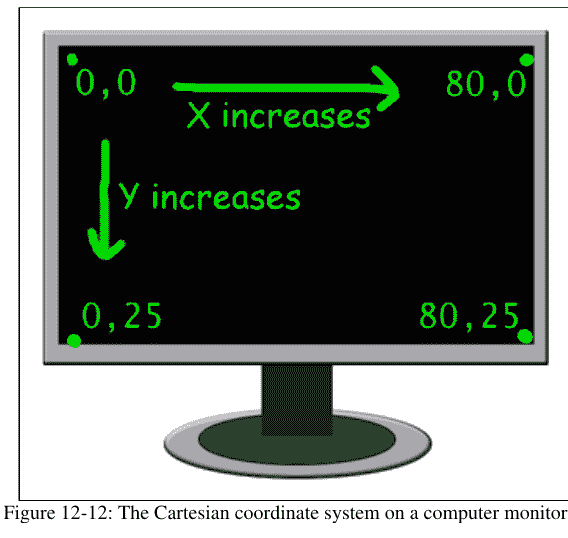 0,0
80,0
X increases
Y increases
0,25
80,25
Figure 12-12: The Cartesian coordinate system on a computer monitor